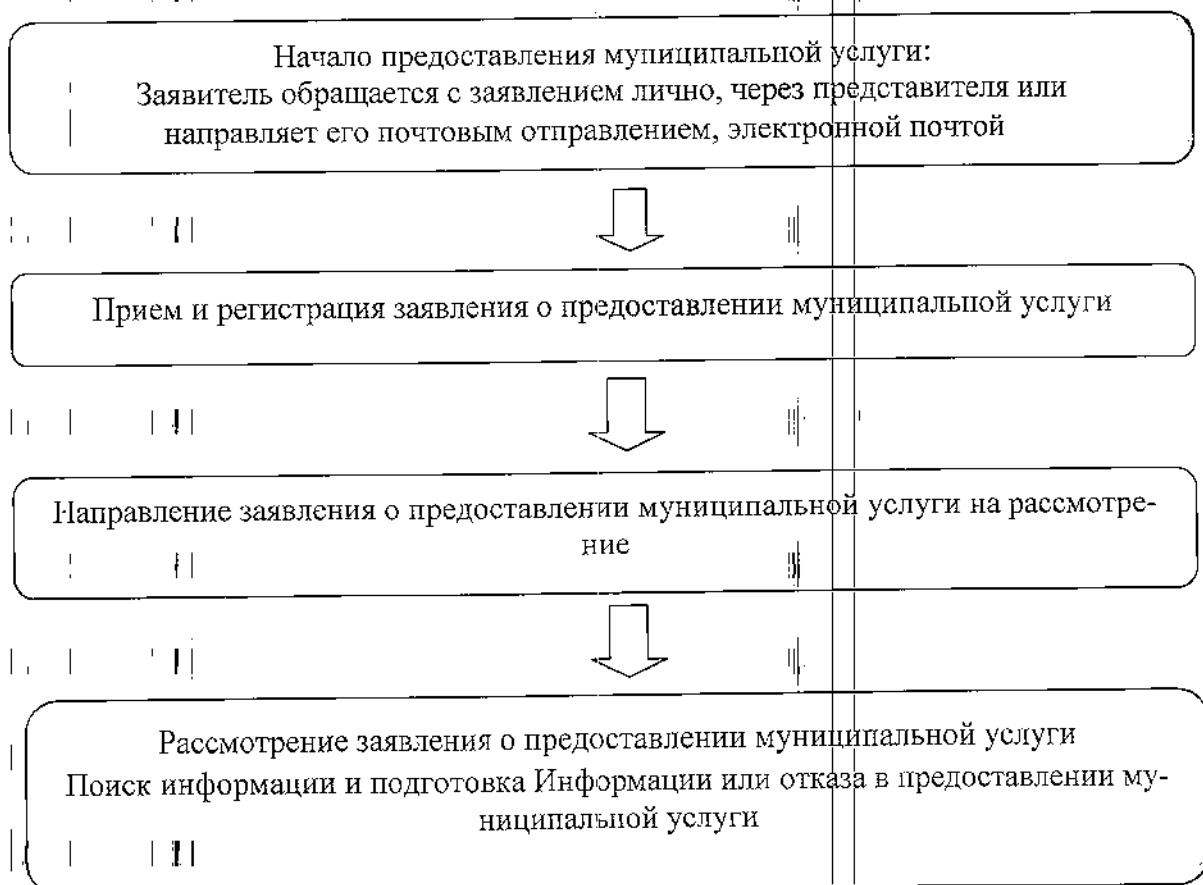 Начало предоставления муниципальной услуги:
Заявитель обращается с заявлением лично, через представителя или
направляет его почтовым отправлением, электронной почтой
Прием и регистрация заявления о предоставлении муниципальной услуги
Направление заявления о предоставлении муниципальной услуги на рассмотре-
ние
Рассмотрение заявления о предоставлении муниципальной услуги
Поиск информации и подготовка Информации или отказа в предоставлении му-
ниципальной услуги